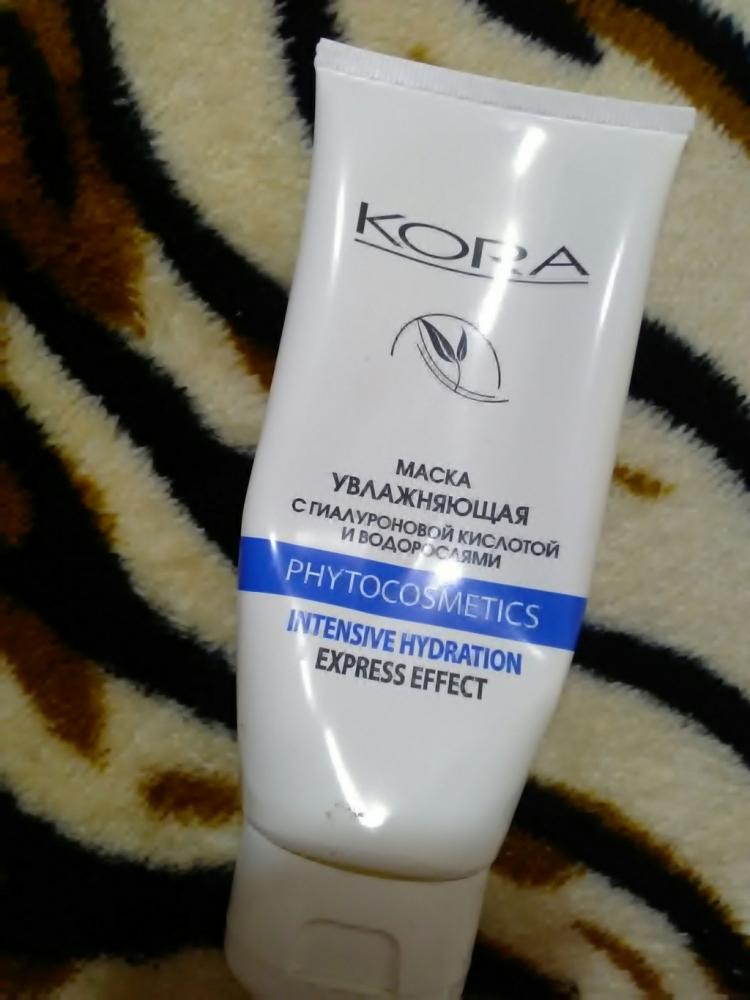 KORA
МАСКА
УВЛАЖНЯЮЩАЯ
С ГИАЛУРОНОВОЙ КИСЛОТОЙ
И ВОДОРОСЛЯМИ
PHYTOCOSMETICS
INTENSIVE HYDRATION
EXPRESS EFFECT